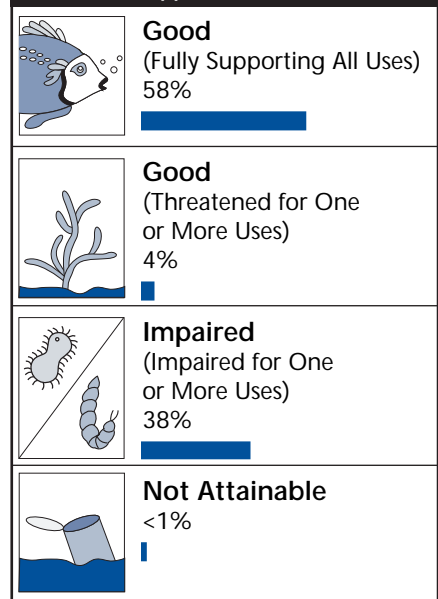 Good
(Fully Supporting All Uses)
58%
Good
(Threatened for One
or More Uses)
4%
Impaired
(Impaired for One
or More Uses)
38%
Not Attainable
<1%